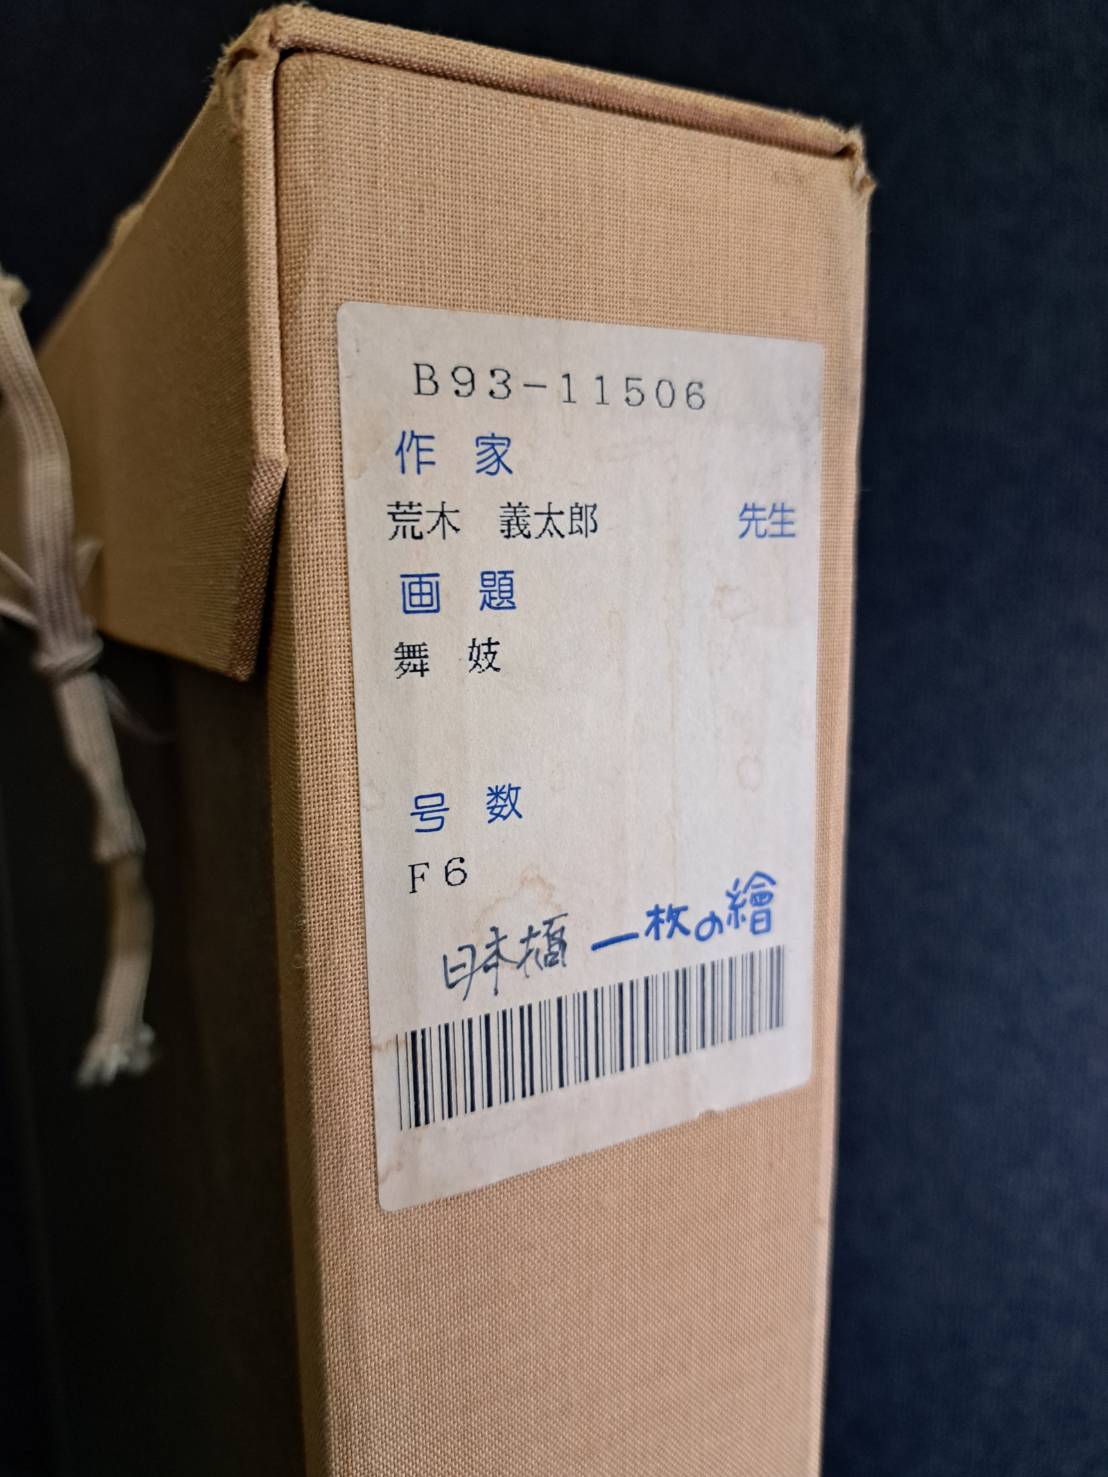 B93-11506
作家
荒木 義太郎 先生
画題
舞妓
号数
F6
日本橋 一枚の繪